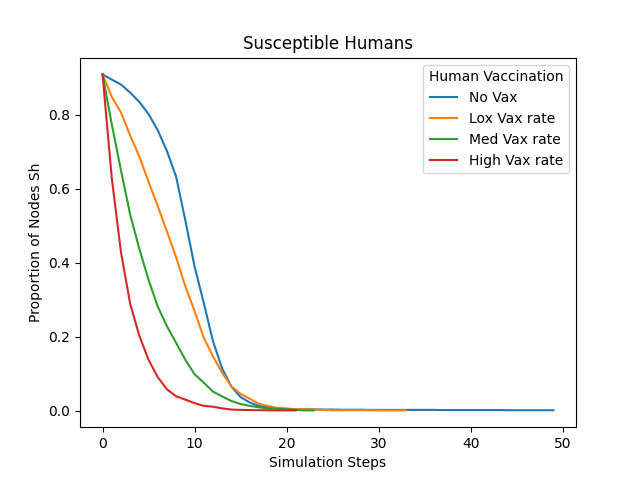 Susceptible Humans
Human Vaccination
No Vax
Lox Vax rate
Med Vax rate
High Vax rate
Proportion of Nodes Sh
0.8
0.6
0.4
0.2
0.0
0 10 20 30 40 50
Simulation Steps